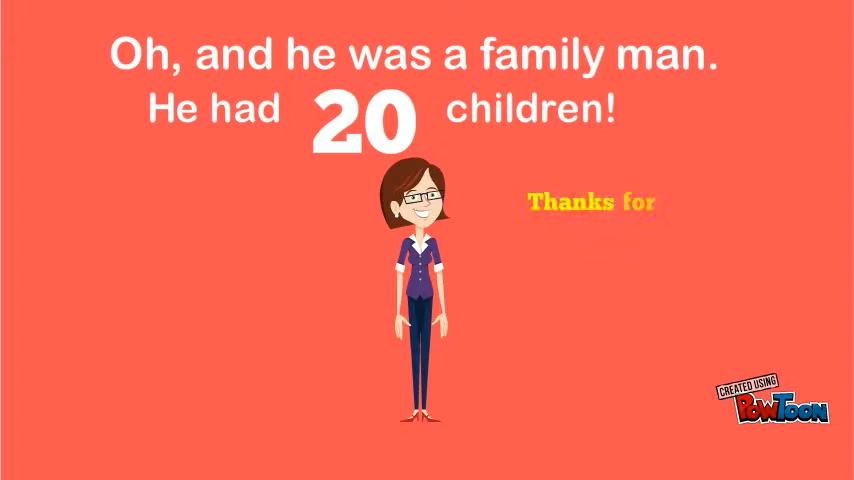 Oh, and he was a family man.
He had 20 children!
Thanks for
CREATED USING
POWTOON